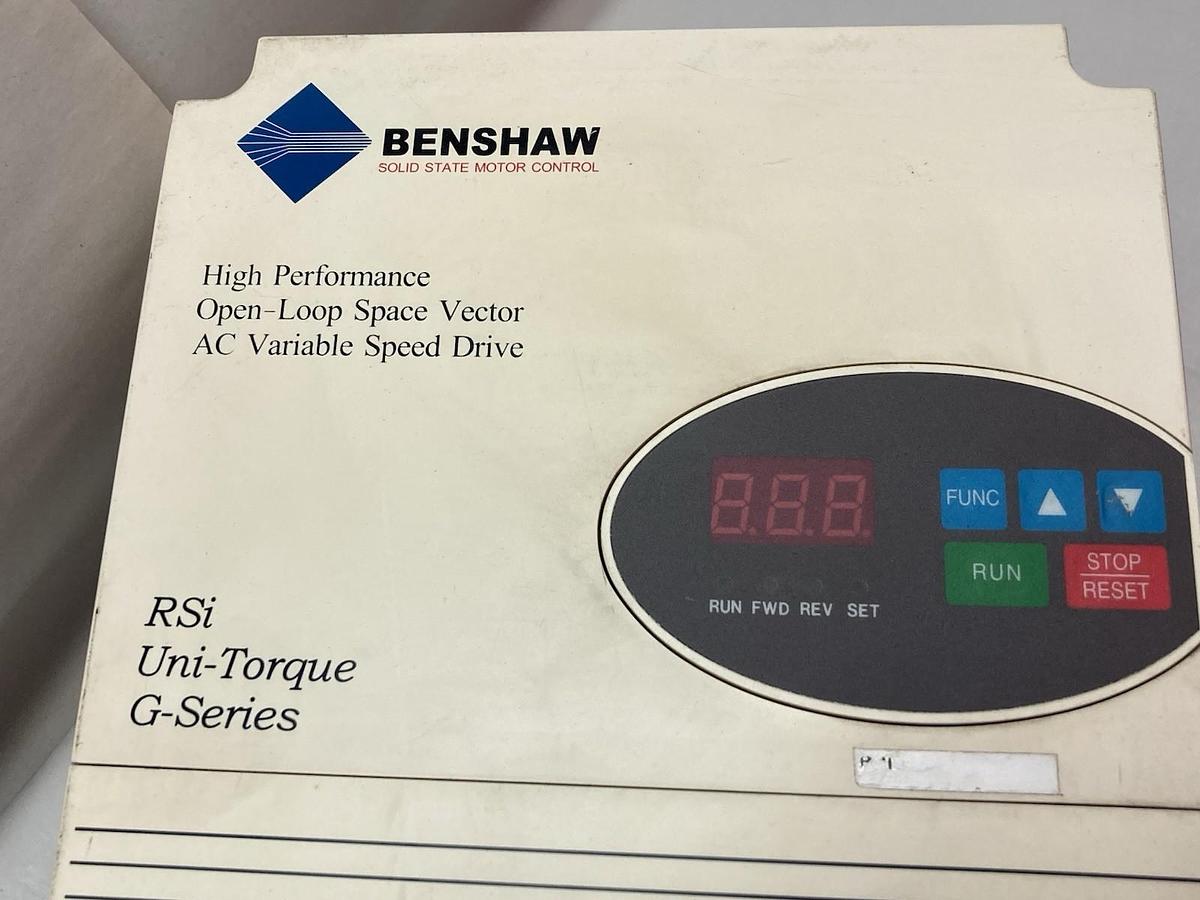 BENSHAW
SOLID STATE MOTOR CONTROL
High Performance
Open-Loop Space Vector
AC Variable Speed Drive
FUNC
RUN
STOP
RESET
RUN FWD REV SET
RSi
Uni-Torque
G-Series